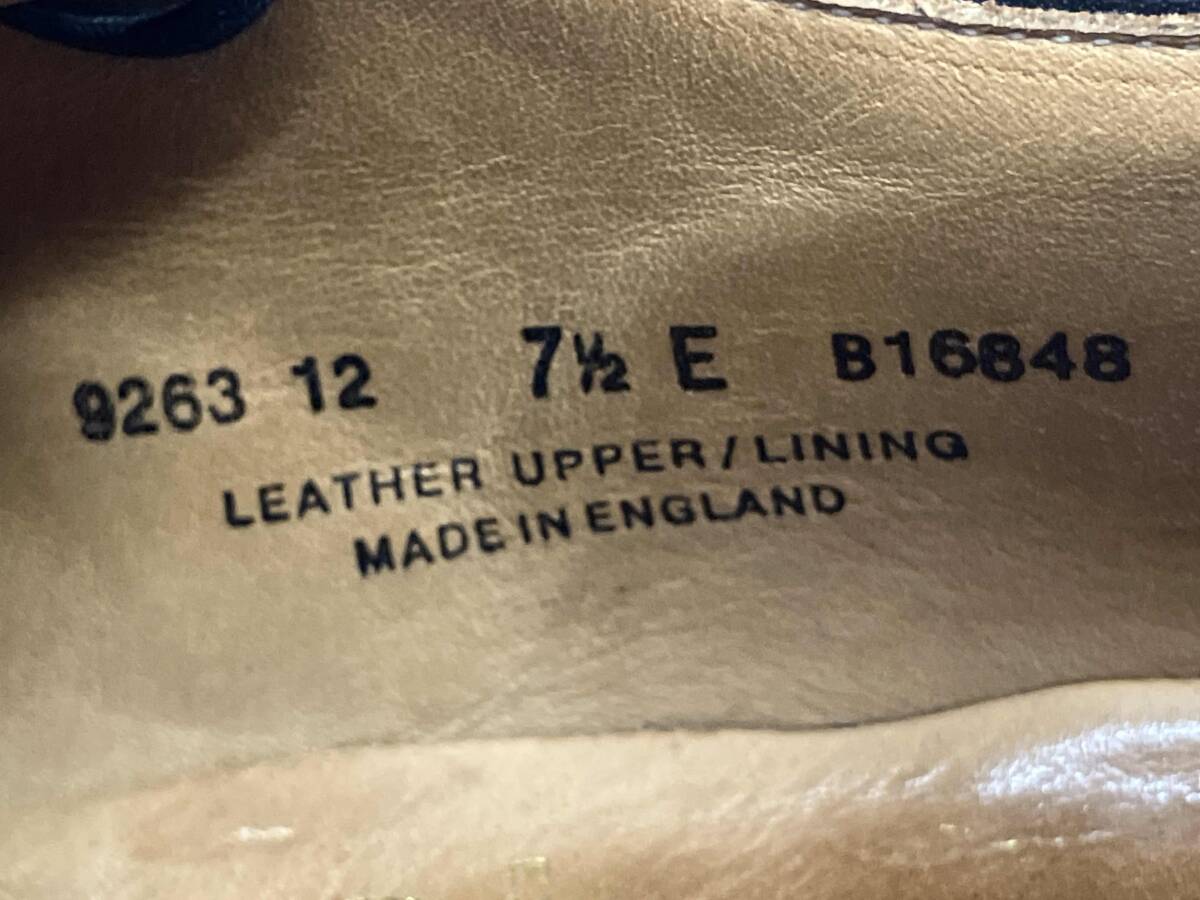 9263 12 7½ E B16848
LEATHER UPPER / LINING
MADE IN ENGLAND